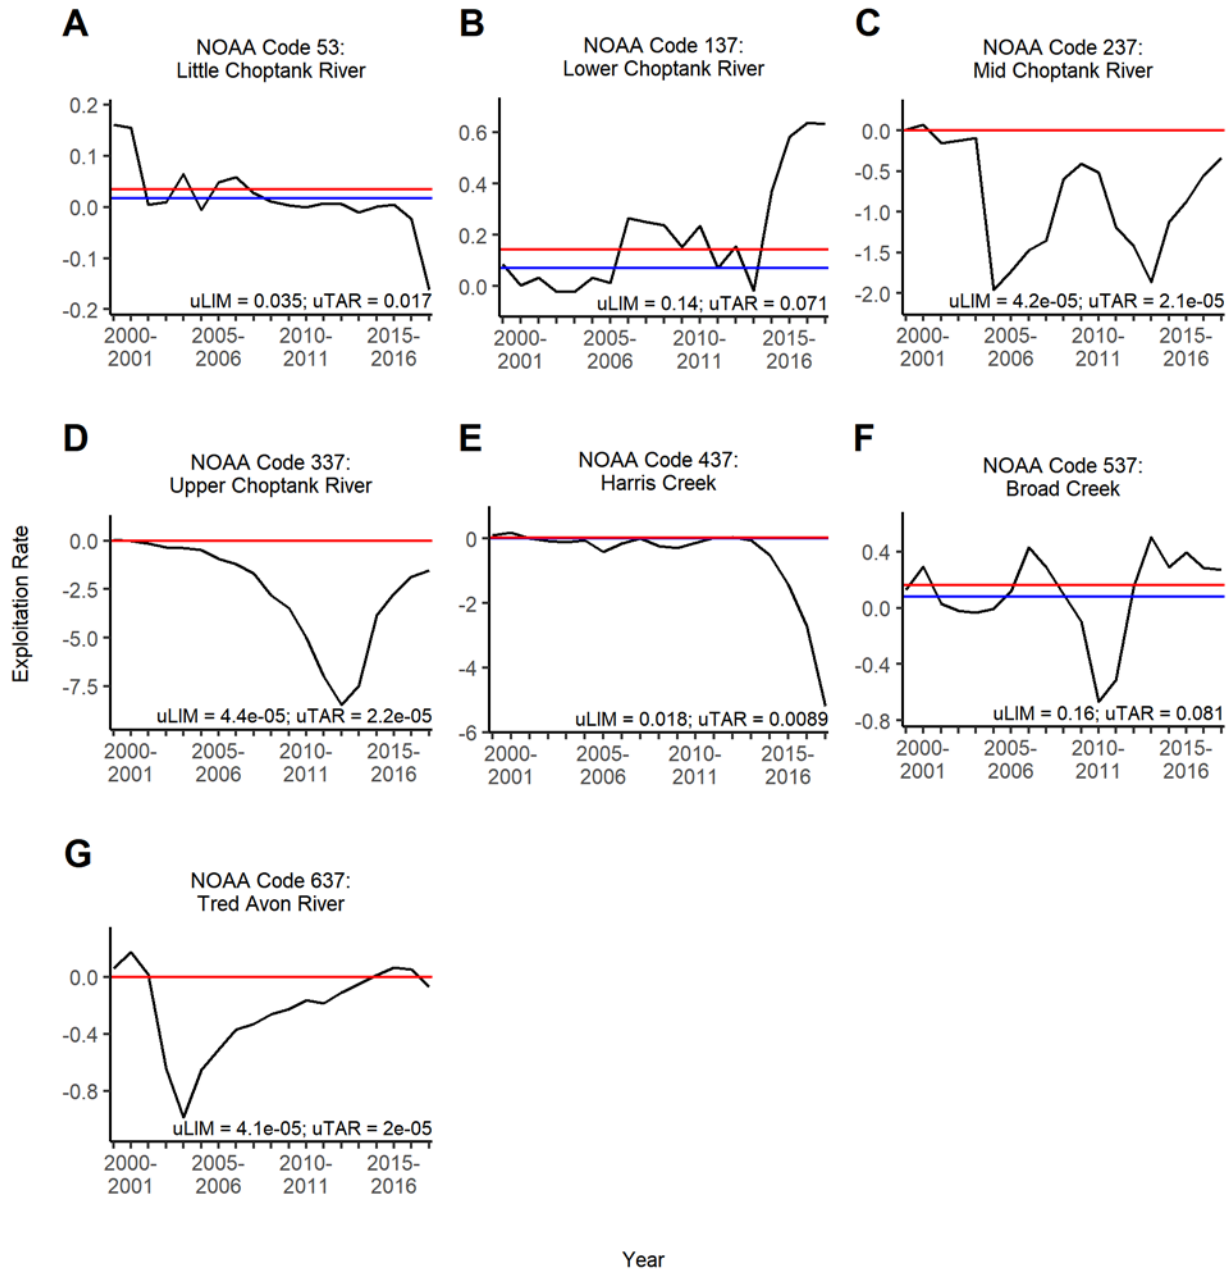 A
NOAA Code 53:
Little Choptank River
0.2
0.1
0.0
-0.1
-0.2
uLIM = 0.035; uTAR = 0.017
2000-
2001
2005-
2006
2010-
2011
2015-
2016
B
NOAA Code 137:
Lower Choptank River
0.6
0.4
0.2
0.0
uLIM = 0.14; uTAR = 0.071
2000-
2001
2005-
2006
2010-
2011
2015-
2016
C
NOAA Code 237:
Mid Choptank River
0.0
-0.5
-1.0
-1.5
-2.0
uLIM = 4.2e-05; uTAR = 2.1e-05
2000-
2001
2005-
2006
2010-
2011
2015-
2016
D
NOAA Code 337:
Upper Choptank River
0.0
-2.5
-5.0
-7.5
uLIM = 4.4e-05; uTAR = 2.2e-05
2000-
2001
2005-
2006
2010-
2011
2015-
2016
E
NOAA Code 437:
Harris Creek
0
-2
-4
-6
uLIM = 0.018; uTAR = 0.0089
2000-
2001
2005-
2006
2010-
2011
2015-
2016
F
NOAA Code 537:
Broad Creek
0.4
0.0
-0.4
-0.8
uLIM = 0.16; uTAR = 0.081
2000-
2001
2005-
2006
2010-
2011
2015-
2016
G
NOAA Code 637:
Tred Avon River
0.0
-0.4
-0.8
uLIM = 4.1e-05; uTAR = 2e-05
2000-
2001
2005-
2006
2010-
2011
2015-
2016
Exploitation Rate
Year